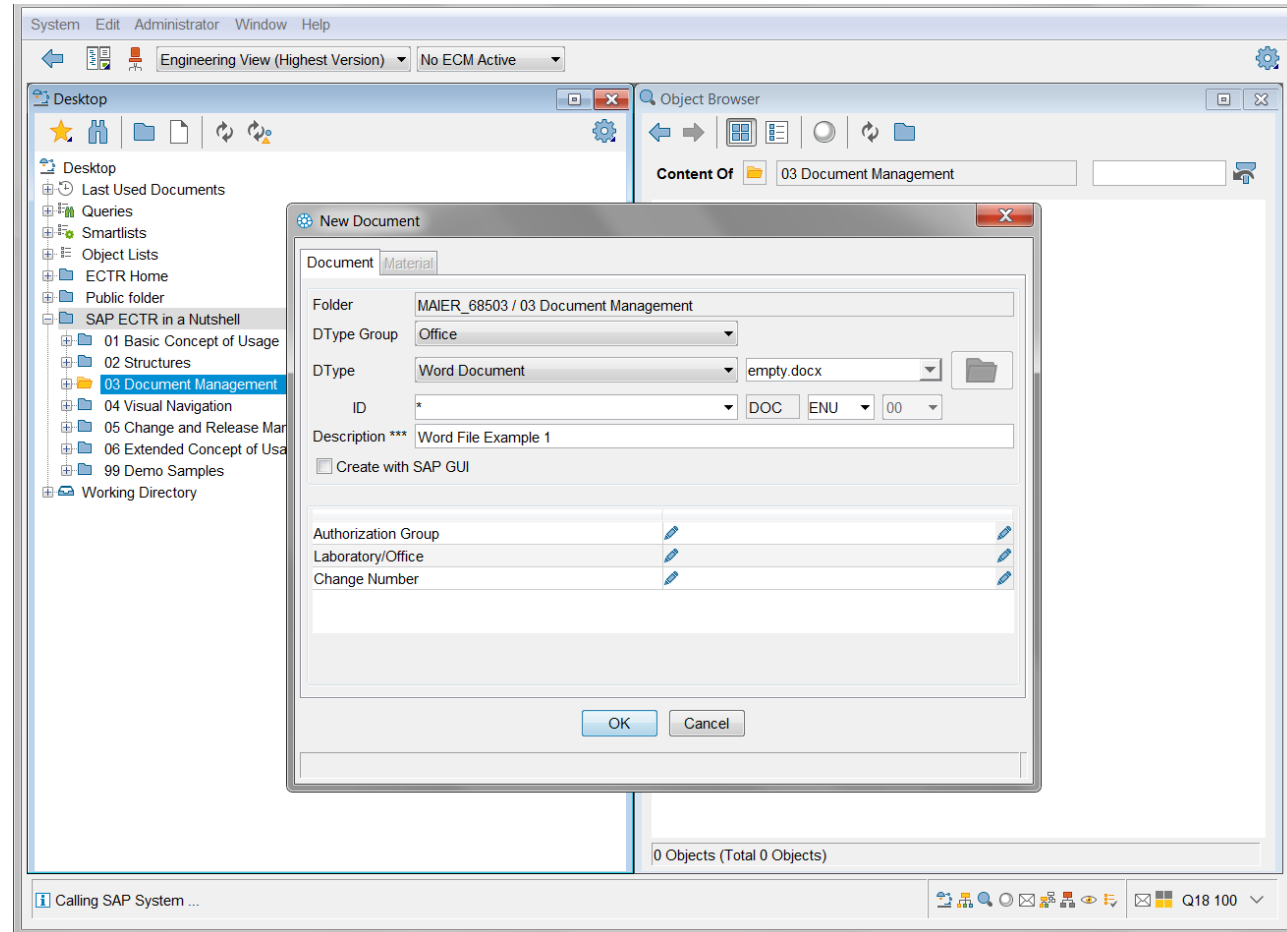 System Edit Administrator Window Help
Engineering View (Highest Version) No ECM Active
Desktop
Desktop
Last Used Documents
Queries
Smartlists
Object Lists
ECTR Home
Public folder
SAP ECTR in a Nutshell
01 Basic Concept of Usage
02 Structures
03 Document Management
04 Visual Navigation
05 Change and Release Mar
06 Extended Concept of Usa
99 Demo Samples
Working Directory
Object Browser
Content Of 03 Document Management
New Document
Document Material
Folder MAIER_68503 / 03 Document Management
DType Group Office
DType Word Document empty.docx
ID * DOC ENU 00
Description *** Word File Example 1
Create with SAP GUI
Authorization Group
Laboratory/Office
Change Number
OK Cancel
0 Objects (Total 0 Objects)
Calling SAP System ... Q18 100